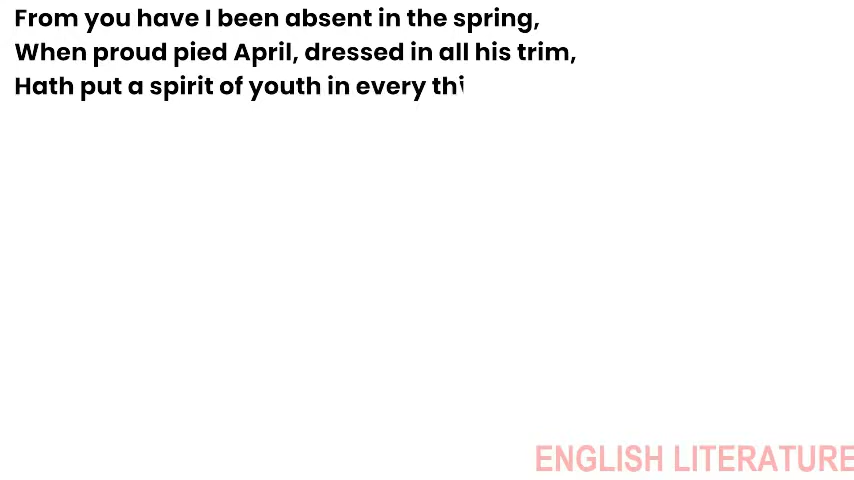 From you have I been absent in the spring,
When proud pied April, dressed in all his trim,
Hath put a spirit of youth in every
ENGLISH LITERATURE